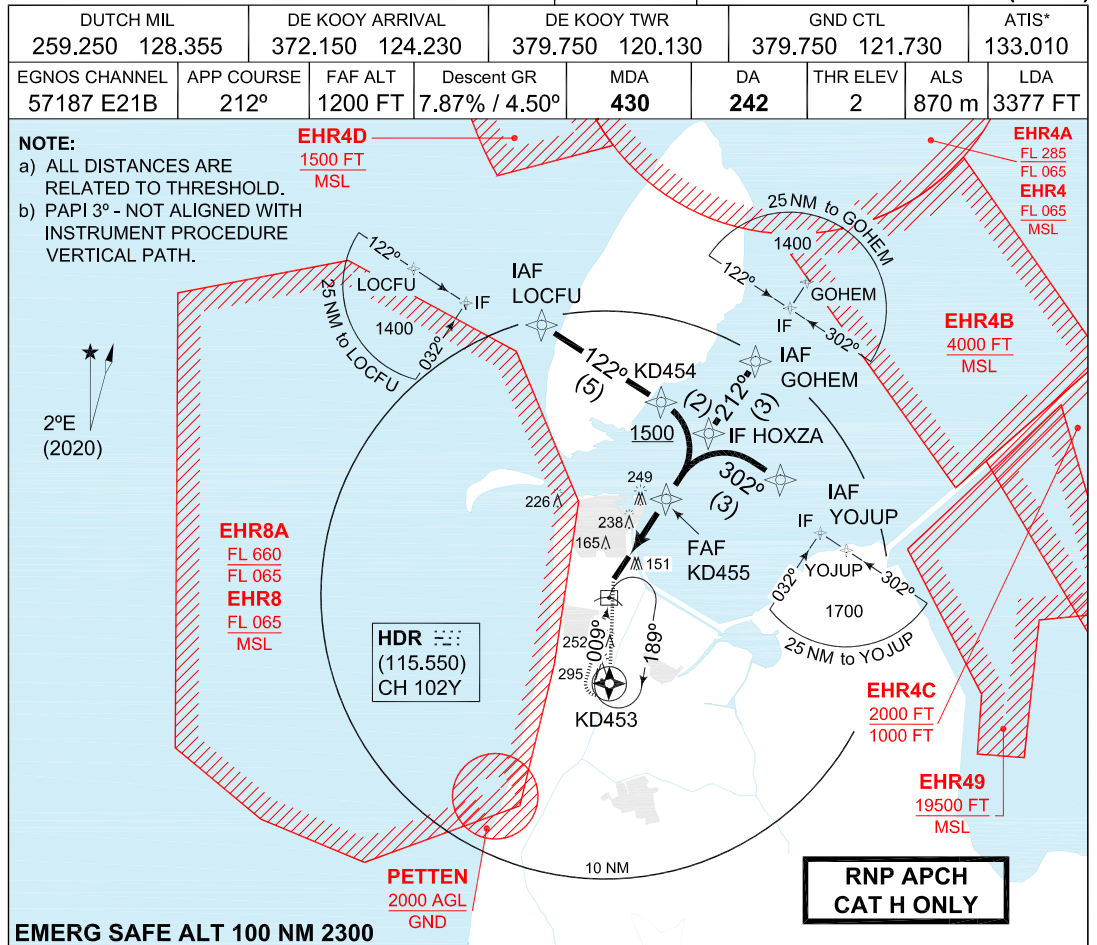 DUTCH MIL
259.250 128.355
DE KOOY ARRIVAL
372.150 124.230
DE KOOY TWR
379.750 120.130
GND CTL
379.750 121.730
ATIS*
133.010
EGNOS CHANNEL
57187 E21B
APP COURSE
212º
FAF ALT
1200 FT
Descent GR
7.87% / 4.50º
MDA
430
DA
242
THR ELEV
2
ALS
870 m
LDA
3377 FT
NOTE:
a) ALL DISTANCES ARE
RELATED TO THRESHOLD.
b) PAPI 3º - NOT ALIGNED WITH
INSTRUMENT PROCEDURE
VERTICAL PATH.
EHR4D
1500 FT
MSL
EHR4A
FL 285
FL 065
EHR4
FL 065
MSL
25 NM to GOHEM
1400
122º
GOHEM
IF
302º
122º
LOCFU
IF
1400
032º
25 NM to LOCFU
IAF
LOCFU
122º
(5)
KD454
1500
(2)
212º
(3)
IAF
GOHEM
IF HOXZA
302º
(3)
EHR4B
4000 FT
MSL
2ºE
(2020)
IAF
YOJUP
IF
YOJUP
032º
302º
1700
25 NM to YOJUP
249
226
238
165
151
FAF
KD455
EHR8A
FL 660
FL 065
EHR8
FL 065
MSL
HDR
(115.550)
CH 102Y
252
295
009º
189º
KD453
EHR4C
2000 FT
1000 FT
EHR49
19500 FT
MSL
10 NM
PETTEN
2000 AGL
GND
RNP APCH
CAT H ONLY
EMERG SAFE ALT 100 NM 2300